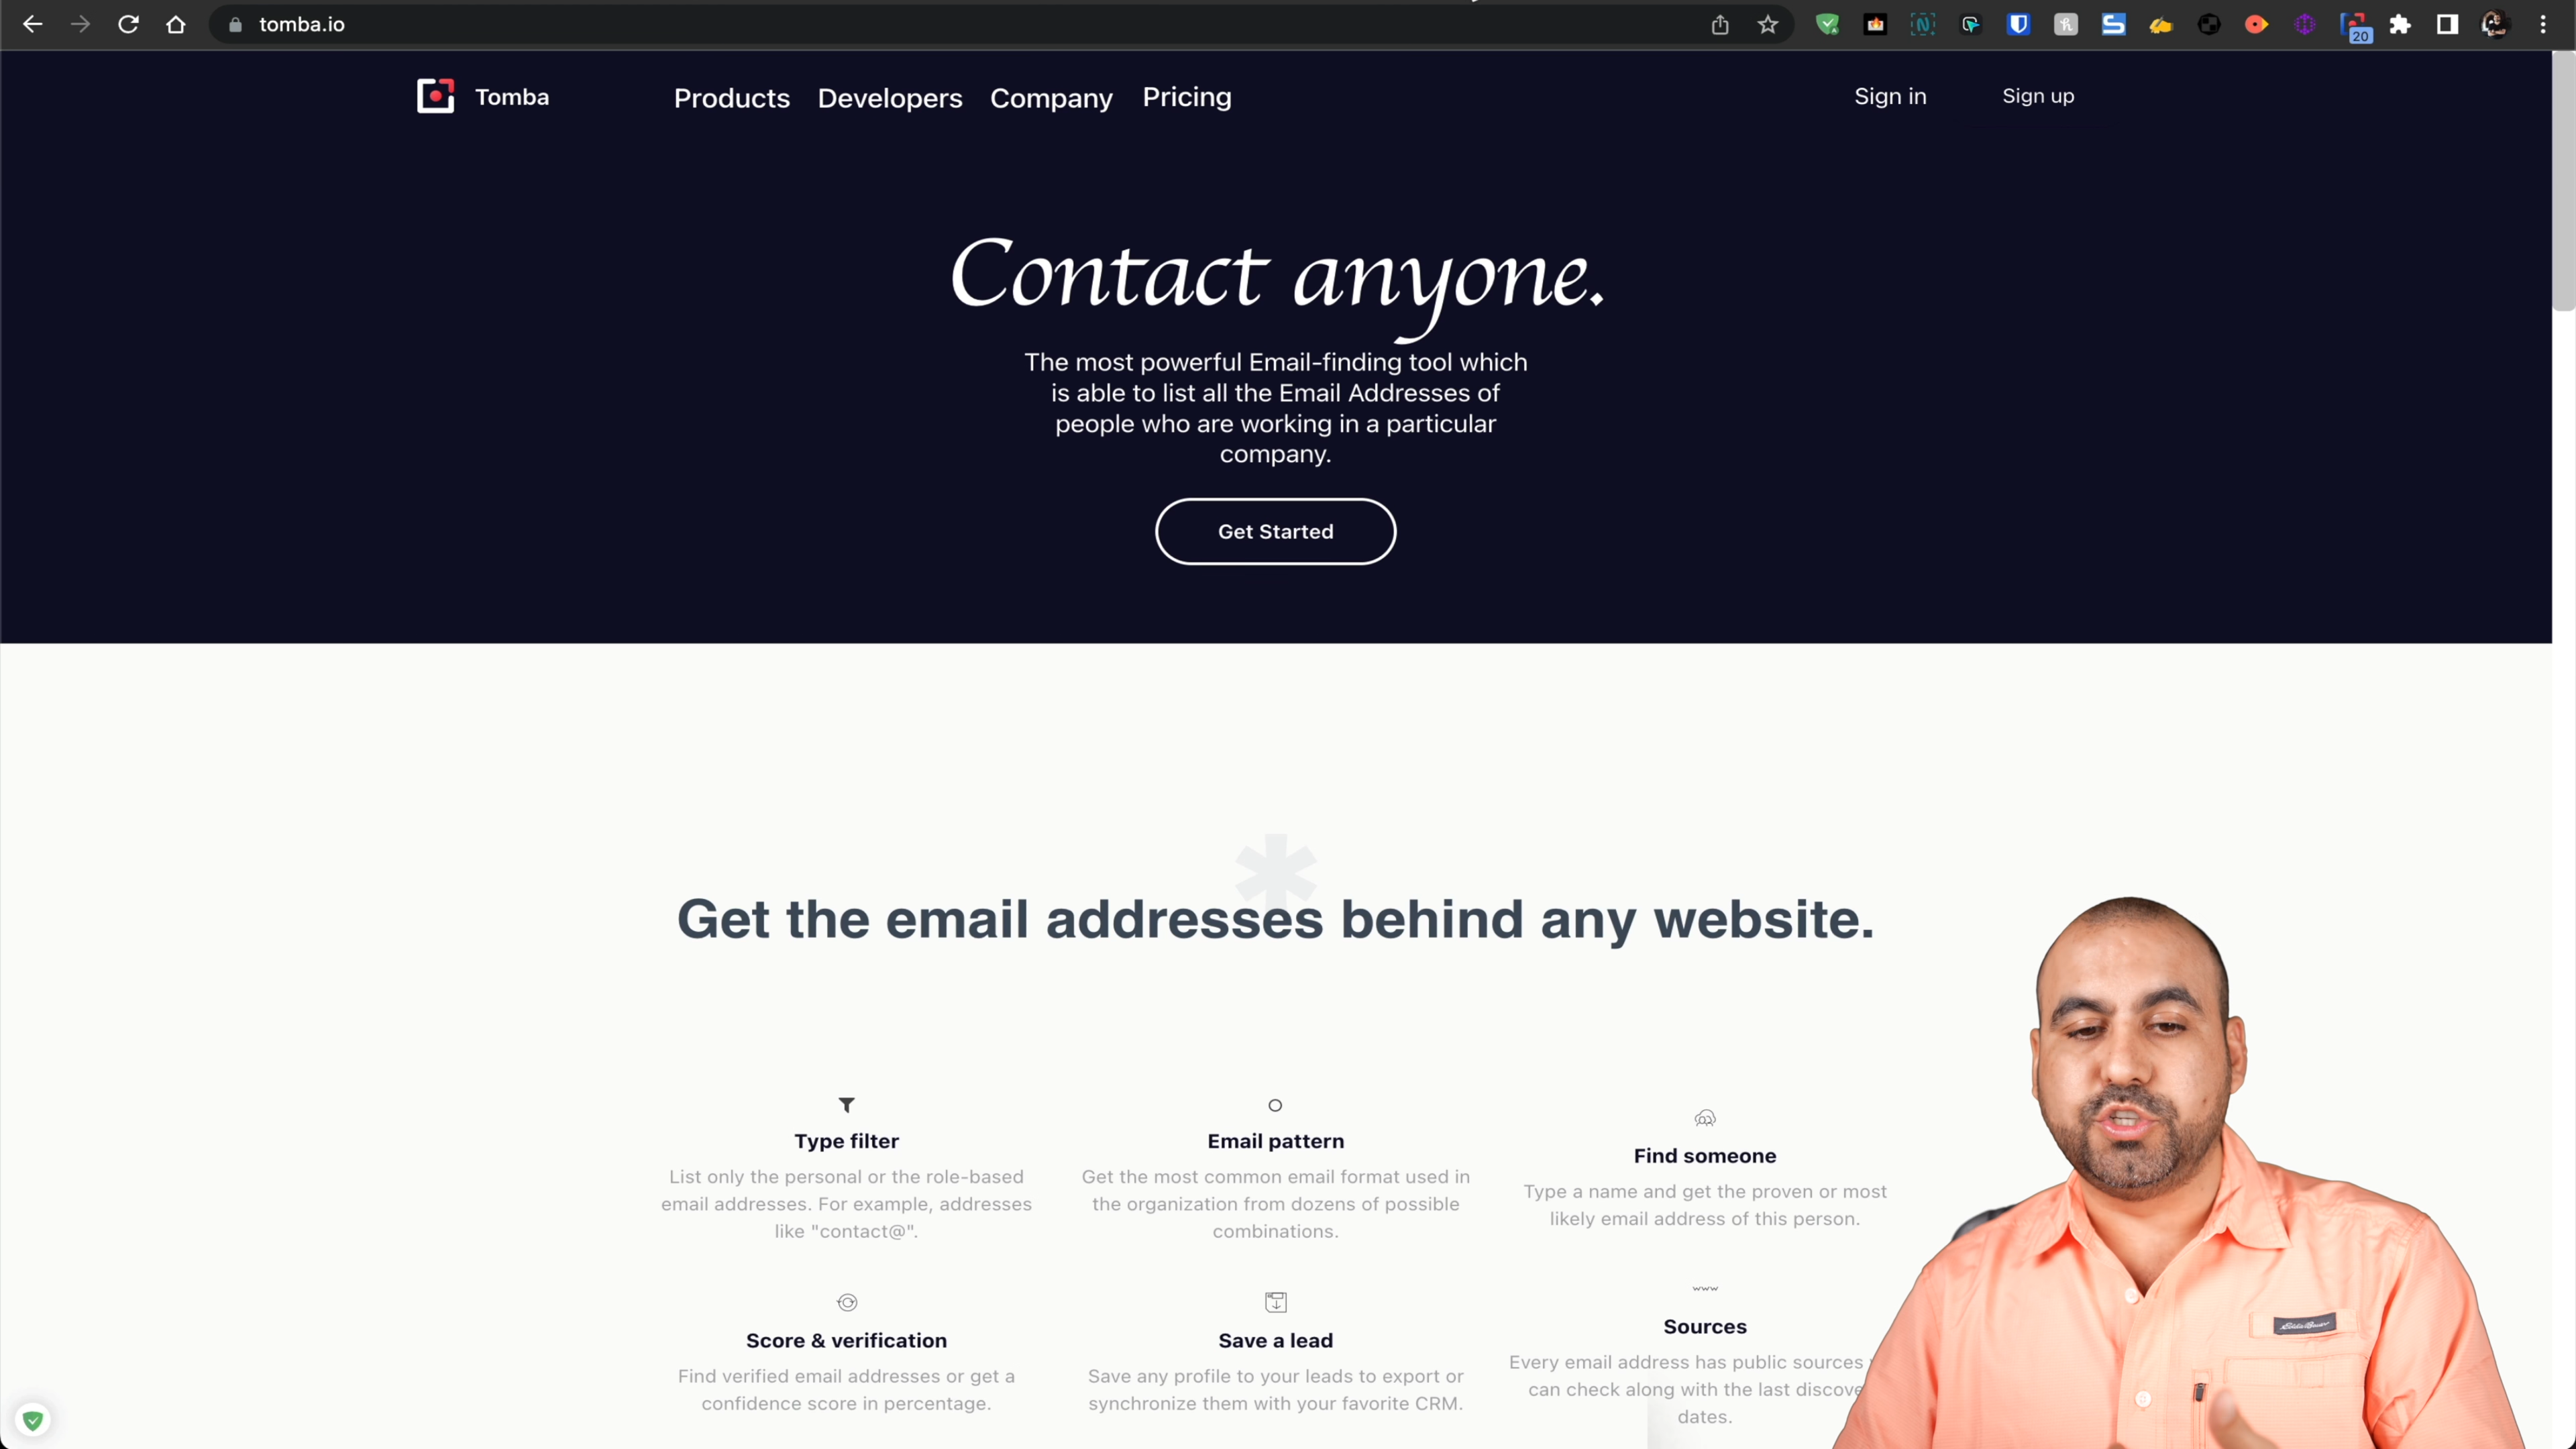 tomba.io
20
Tomba
Products Developers Company Pricing
Sign in Sign up
Contact anyone.
The most powerful Email-finding tool which
is able to list all the Email Addresses of
people who are working in a particular
company.
Get Started
Get the email addresses behind any website.
Type filter
List only the personal or the role-based
email addresses. For example, addresses
like "contact@".
Email pattern
Get the most common email format used in
the organization from dozens of possible
combinations.
Find someone
Type a name and get the proven or most
likely email address of this person.
Score & verification
Find verified email addresses or get a
confidence score in percentage.
Save a lead
Save any profile to your leads to export or
synchronize them with your favorite CRM.
www
Sources
Every email address has public sources
can check along with the last
dates.
Eddie Bauer